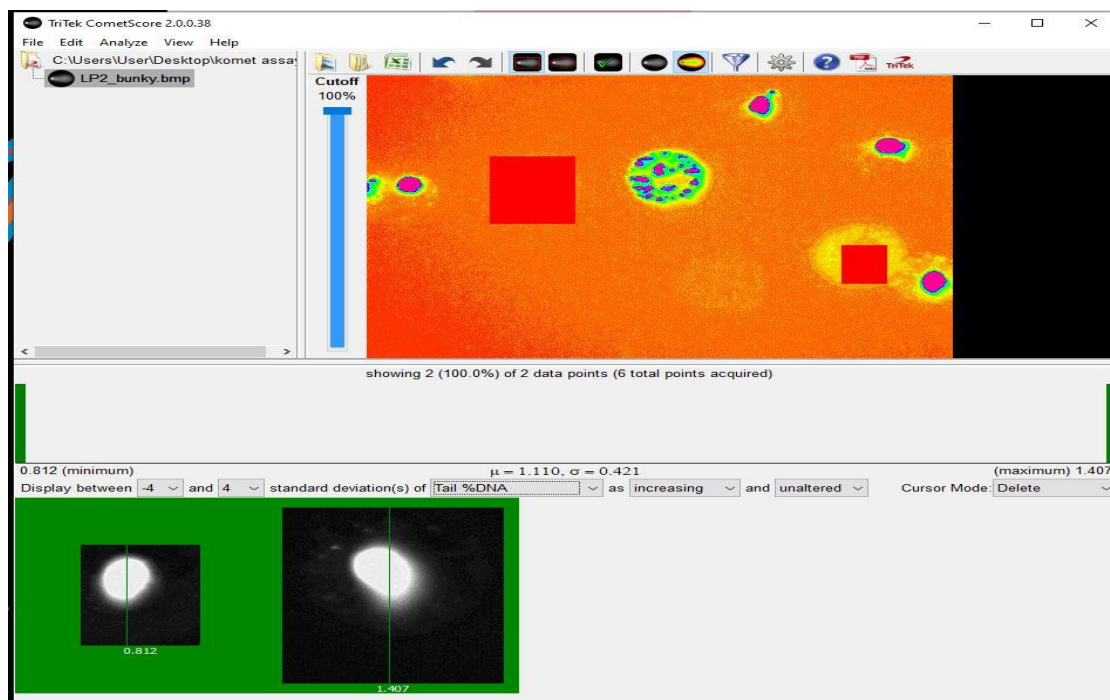 TriTek CometScore 2.0.0.38
File Edit Analyze View Help
C:\Users\User\Desktop\komet assa
LP2_bunky.bmp
TriTek
Cutoff
100%
showing 2 (100.0%) of 2 data points (6 total points acquired)
0.812 (minimum) μ = 1.110, σ = 0.421 (maximum) 1.407
Display between -4 and 4 standard deviation(s) of Tail %DNA as increasing and unaltered Cursor Mode: Delete
0.812
1.407